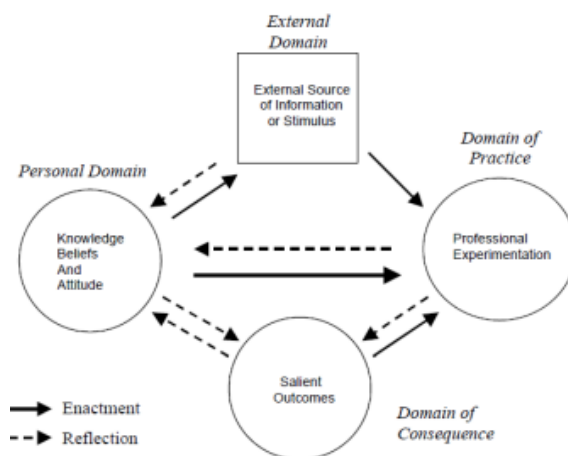 External
Domain
External Source
of Information
or Stimulus
Domain of
Practice
Personal Domain
Knowledge
Beliefs
And
Attitude
Professional
Experimentation
Salient
Outcomes
Domain of
Consequence
Enactment
Reflection